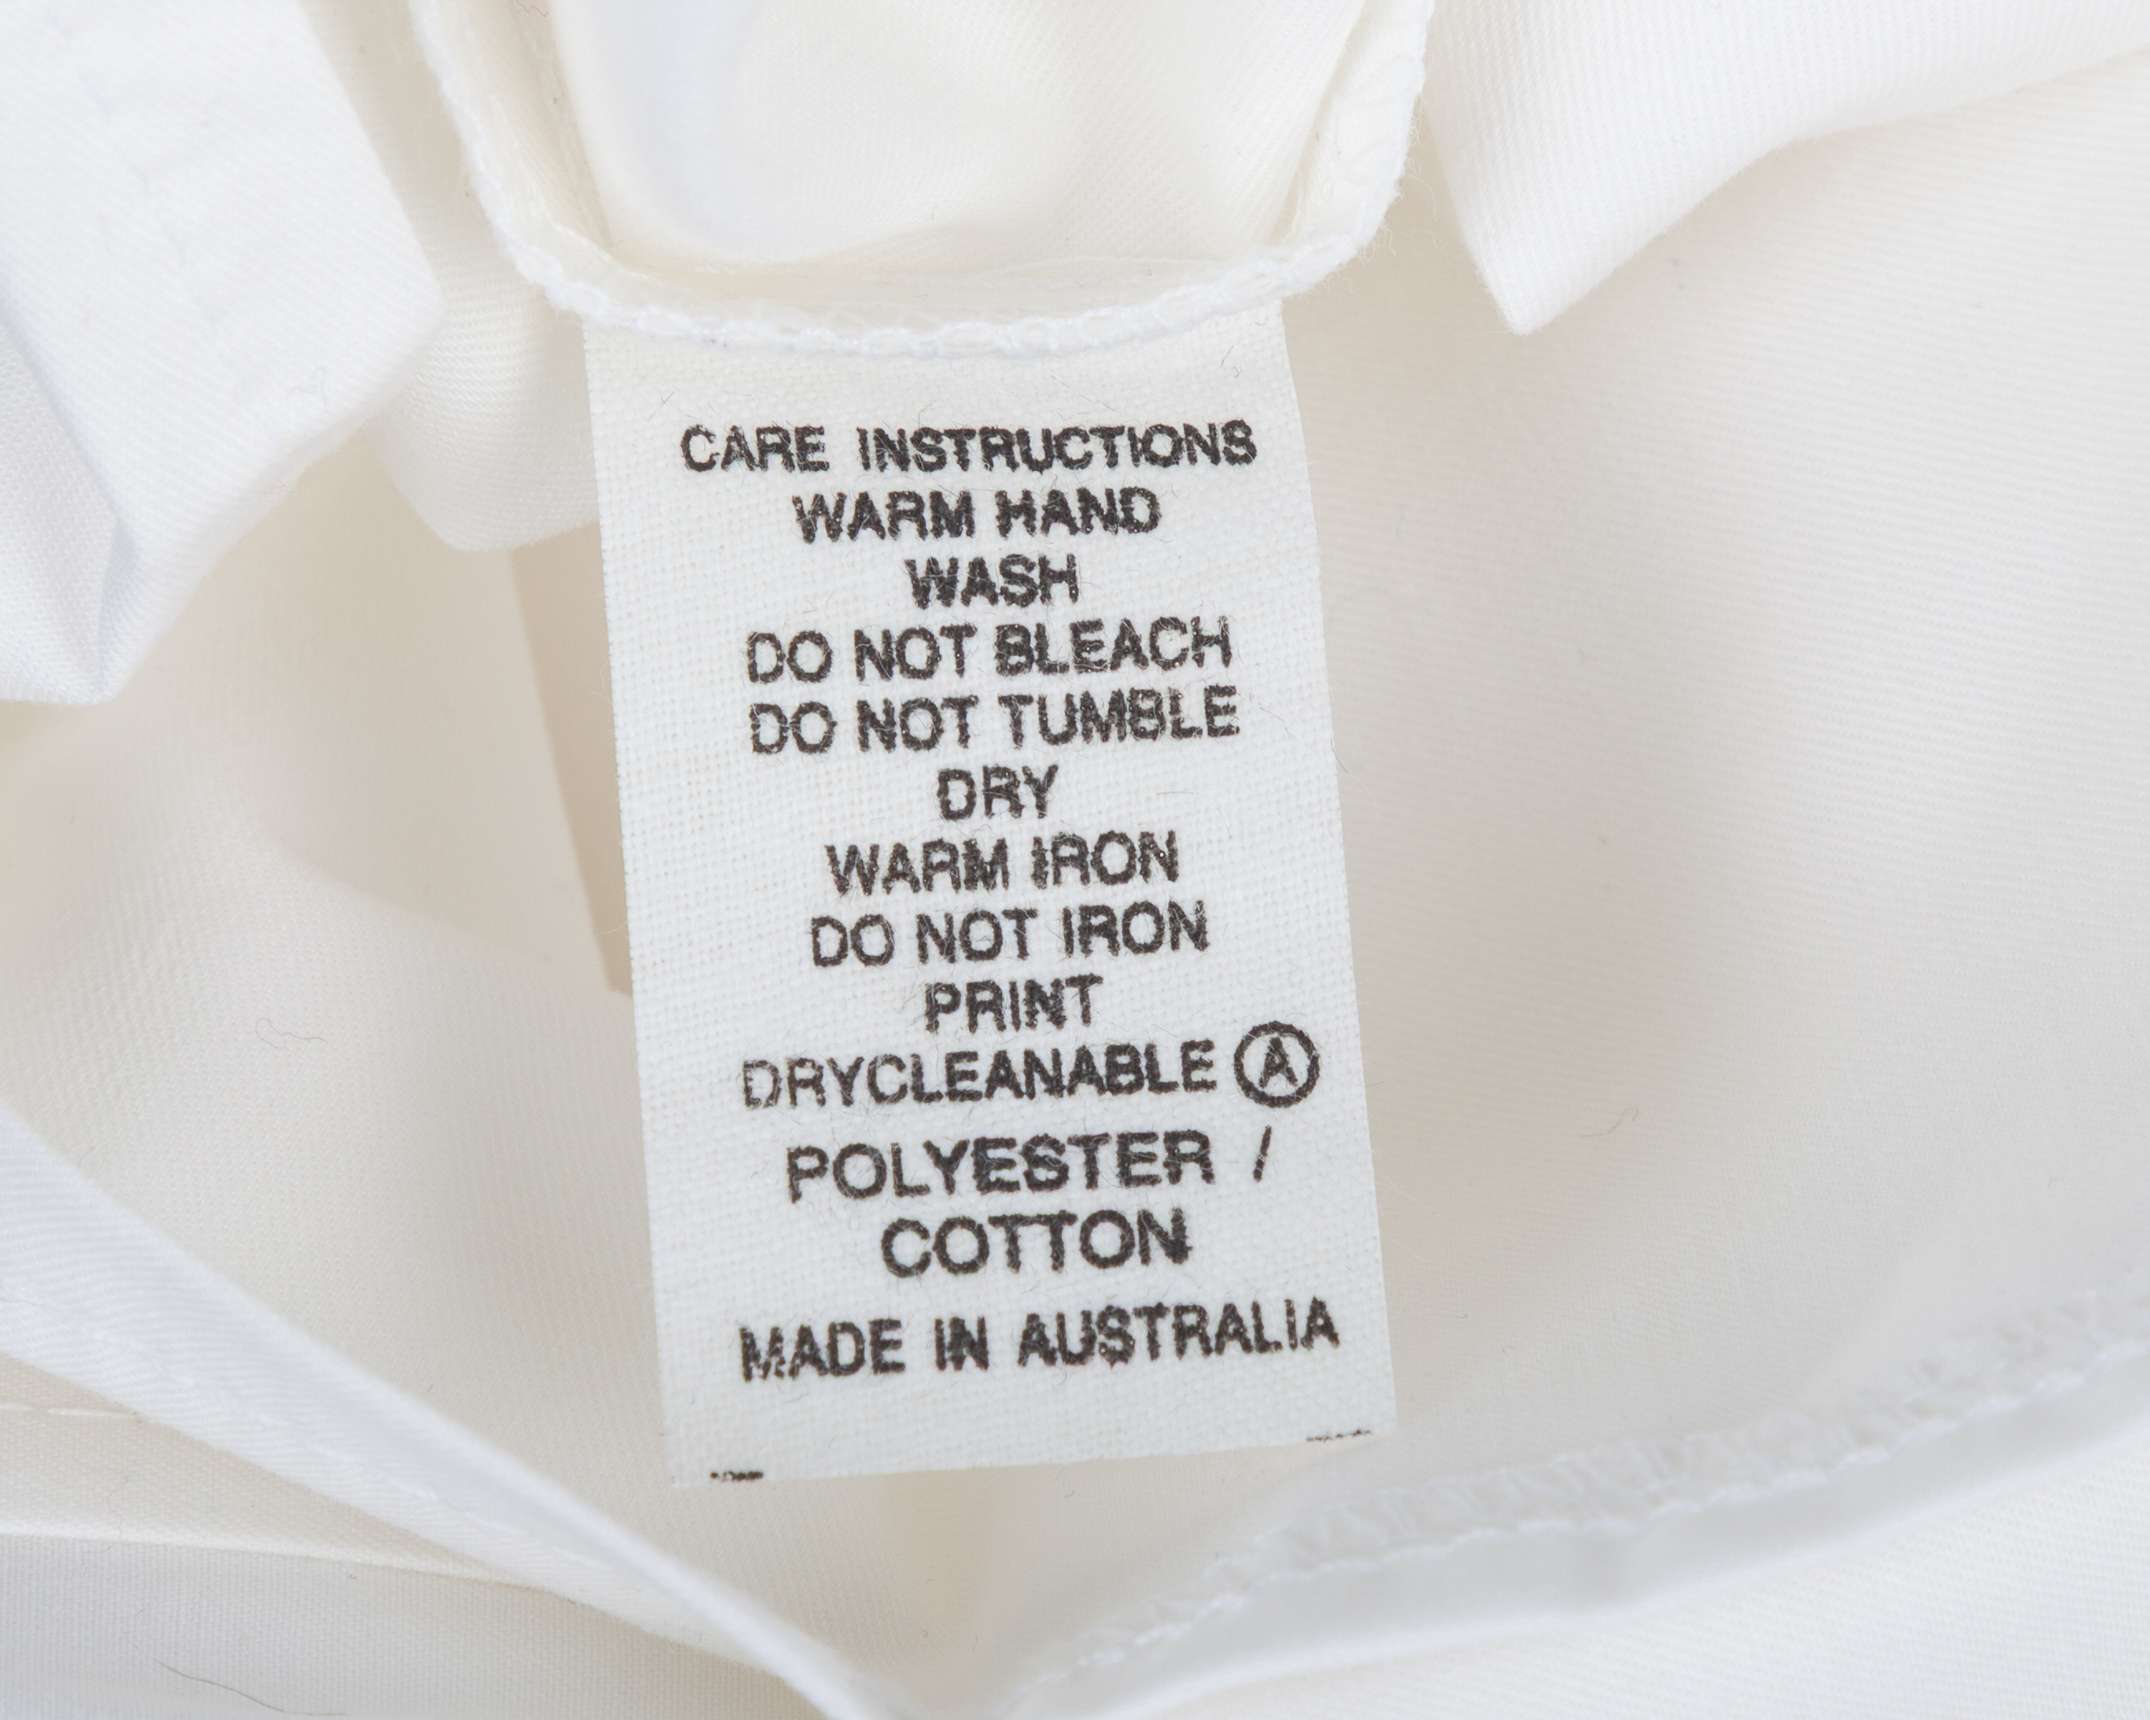 CARE INSTRUCTIONS
WARM HAND
WASH
DO NOT BLEACH
DO NOT TUMBLE
DRY
WARM IRON
DO NOT IRON
PRINT
DRYCLEANABLE Ⓐ
POLYESTER /
COTTON
MADE IN AUSTRALIA